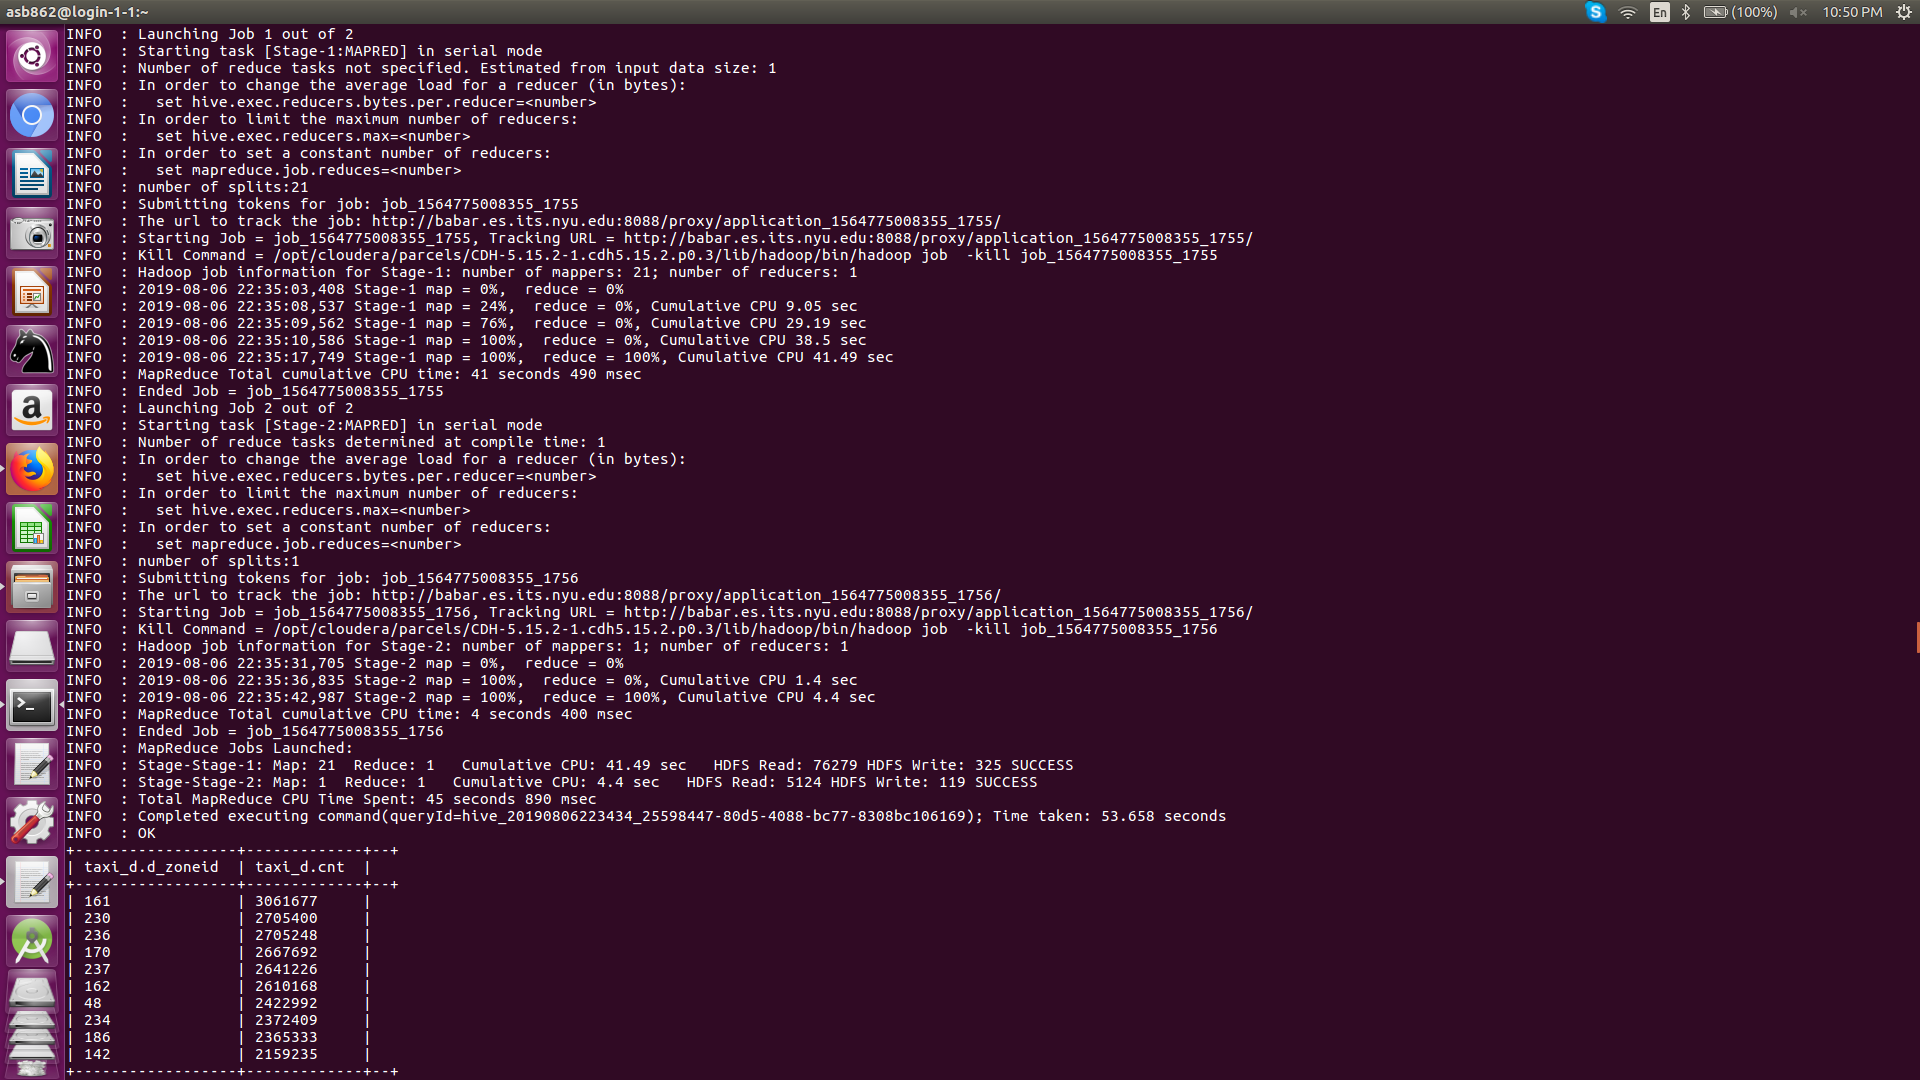 asb862@login-1-1:~ En (100%) 10:50 PM
INFO  : Launching Job 1 out of 2
INFO  : Starting task [Stage-1:MAPRED] in serial mode
INFO  : Number of reduce tasks not specified. Estimated from input data size: 1
INFO  : In order to change the average load for a reducer (in bytes):
INFO  :   set hive.exec.reducers.bytes.per.reducer=<number>
INFO  : In order to limit the maximum number of reducers:
INFO  :   set hive.exec.reducers.max=<number>
INFO  : In order to set a constant number of reducers:
INFO  :   set mapreduce.job.reduces=<number>
INFO  : number of splits:21
INFO  : Submitting tokens for job: job_1564775008355_1755
INFO  : The url to track the job: http://babar.es.its.nyu.edu:8088/proxy/application_1564775008355_1755/
INFO  : Starting Job = job_1564775008355_1755, Tracking URL = http://babar.es.its.nyu.edu:8088/proxy/application_1564775008355_1755/
INFO  : Kill Command = /opt/cloudera/parcels/CDH-5.15.2-1.cdh5.15.2.p0.3/lib/hadoop/bin/hadoop job  -kill job_1564775008355_1755
INFO  : Hadoop job information for Stage-1: number of mappers: 21; number of reducers: 1
INFO  : 2019-08-06 22:35:03,408 Stage-1 map = 0%,  reduce = 0%
INFO  : 2019-08-06 22:35:08,537 Stage-1 map = 24%,  reduce = 0%, Cumulative CPU 9.05 sec
INFO  : 2019-08-06 22:35:09,562 Stage-1 map = 76%,  reduce = 0%, Cumulative CPU 29.19 sec
INFO  : 2019-08-06 22:35:10,586 Stage-1 map = 100%,  reduce = 0%, Cumulative CPU 38.5 sec
INFO  : 2019-08-06 22:35:17,749 Stage-1 map = 100%,  reduce = 100%, Cumulative CPU 41.49 sec
INFO  : MapReduce Total cumulative CPU time: 41 seconds 490 msec
INFO  : Ended Job = job_1564775008355_1755
INFO  : Launching Job 2 out of 2
INFO  : Starting task [Stage-2:MAPRED] in serial mode
INFO  : Number of reduce tasks determined at compile time: 1
INFO  : In order to change the average load for a reducer (in bytes):
INFO  :   set hive.exec.reducers.bytes.per.reducer=<number>
INFO  : In order to limit the maximum number of reducers:
INFO  :   set hive.exec.reducers.max=<number>
INFO  : In order to set a constant number of reducers:
INFO  :   set mapreduce.job.reduces=<number>
INFO  : number of splits:1
INFO  : Submitting tokens for job: job_1564775008355_1756
INFO  : The url to track the job: http://babar.es.its.nyu.edu:8088/proxy/application_1564775008355_1756/
INFO  : Starting Job = job_1564775008355_1756, Tracking URL = http://babar.es.its.nyu.edu:8088/proxy/application_1564775008355_1756/
INFO  : Kill Command = /opt/cloudera/parcels/CDH-5.15.2-1.cdh5.15.2.p0.3/lib/hadoop/bin/hadoop job  -kill job_1564775008355_1756
INFO  : Hadoop job information for Stage-2: number of mappers: 1; number of reducers: 1
INFO  : 2019-08-06 22:35:31,705 Stage-2 map = 0%,  reduce = 0%
INFO  : 2019-08-06 22:35:36,835 Stage-2 map = 100%,  reduce = 0%, Cumulative CPU 1.4 sec
INFO  : 2019-08-06 22:35:42,987 Stage-2 map = 100%,  reduce = 100%, Cumulative CPU 4.4 sec
INFO  : MapReduce Total cumulative CPU time: 4 seconds 400 msec
INFO  : Ended Job = job_1564775008355_1756
INFO  : MapReduce Jobs Launched:
INFO  : Stage-Stage-1: Map: 21  Reduce: 1   Cumulative CPU: 41.49 sec   HDFS Read: 76279 HDFS Write: 325 SUCCESS
INFO  : Stage-Stage-2: Map: 1  Reduce: 1   Cumulative CPU: 4.4 sec   HDFS Read: 5124 HDFS Write: 119 SUCCESS
INFO  : Total MapReduce CPU Time Spent: 45 seconds 890 msec
INFO  : Completed executing command(queryId=hive_20190806223434_25598447-80d5-4088-bc77-8308bc106169); Time taken: 53.658 seconds
INFO  : OK
+------------------+-------------+--+
| taxi_d.d_zoneid  | taxi_d.cnt  |
+------------------+-------------+--+
| 161              | 3061677     |
| 230              | 2705400     |
| 236              | 2705248     |
| 170              | 2667692     |
| 237              | 2641226     |
| 162              | 2610168     |
| 48               | 2422992     |
| 234              | 2372409     |
| 186              | 2365333     |
| 142              | 2159235     |
+------------------+-------------+--+